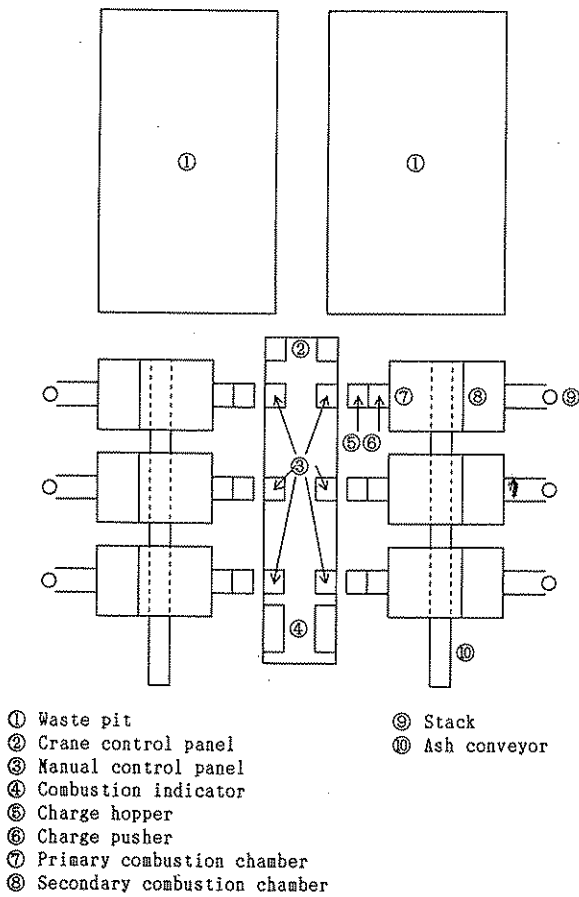 ① ①
②
⑦ ⑧ ⑨
⑤ ⑥
③
④
⑩
① Waste pit
② Crane control panel
③ Manual control panel
④ Combustion indicator
⑤ Charge hopper
⑥ Charge pusher
⑦ Primary combustion chamber
⑧ Secondary combustion chamber
⑨ Stack
⑩ Ash conveyor